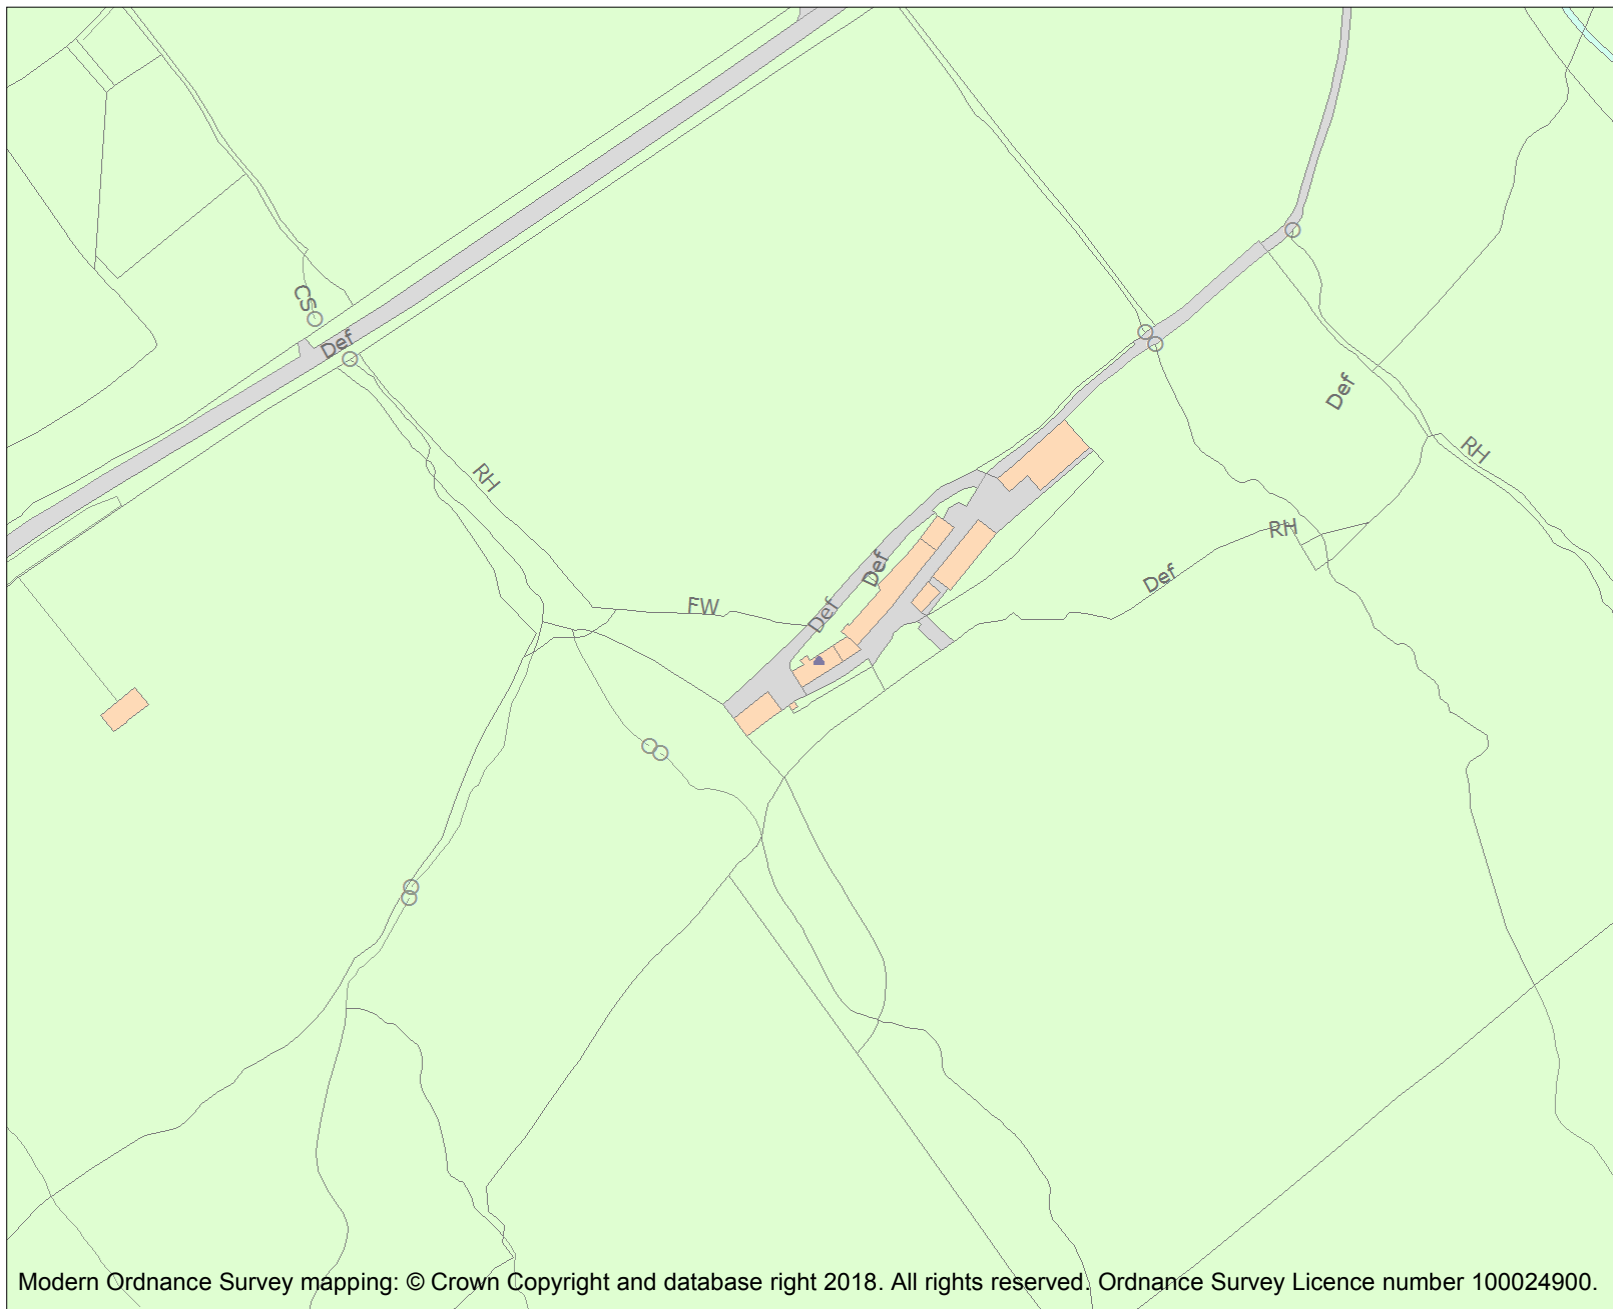 CS
Def
Def
RH
RH
RH
Def
Def
FW
Def
Modern Ordnance Survey mapping: © Crown Copyright and database right 2018. All rights reserved. Ordnance Survey Licence number 100024900.